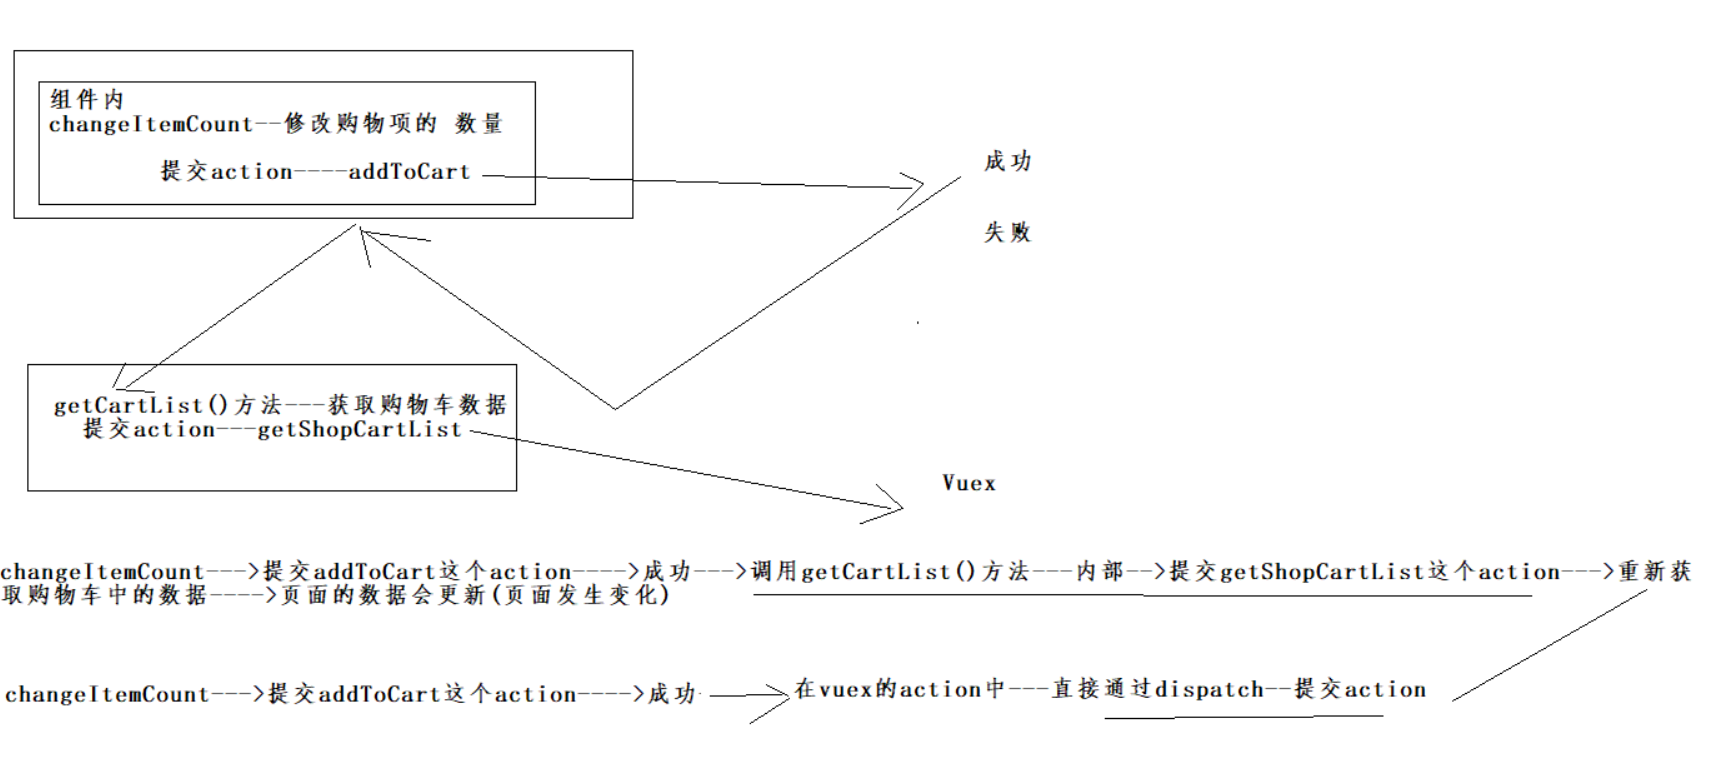 组件内
changeItemCount--修改购物项的 数量
提交action----addToCart
成功
失败
getCartList()方法---获取购物车数据
提交action---getShopCartList
Vuex
changeItemCount--->提交addToCart这个action---->成功--->调用getCartList()方法---内部-->提交getShopCartList这个action--->重新获
取购物车中的数据---->页面的数据会更新(页面发生变化)
changeItemCount--->提交addToCart这个action---->成功
在vuex的action中---直接通过dispatch--提交action